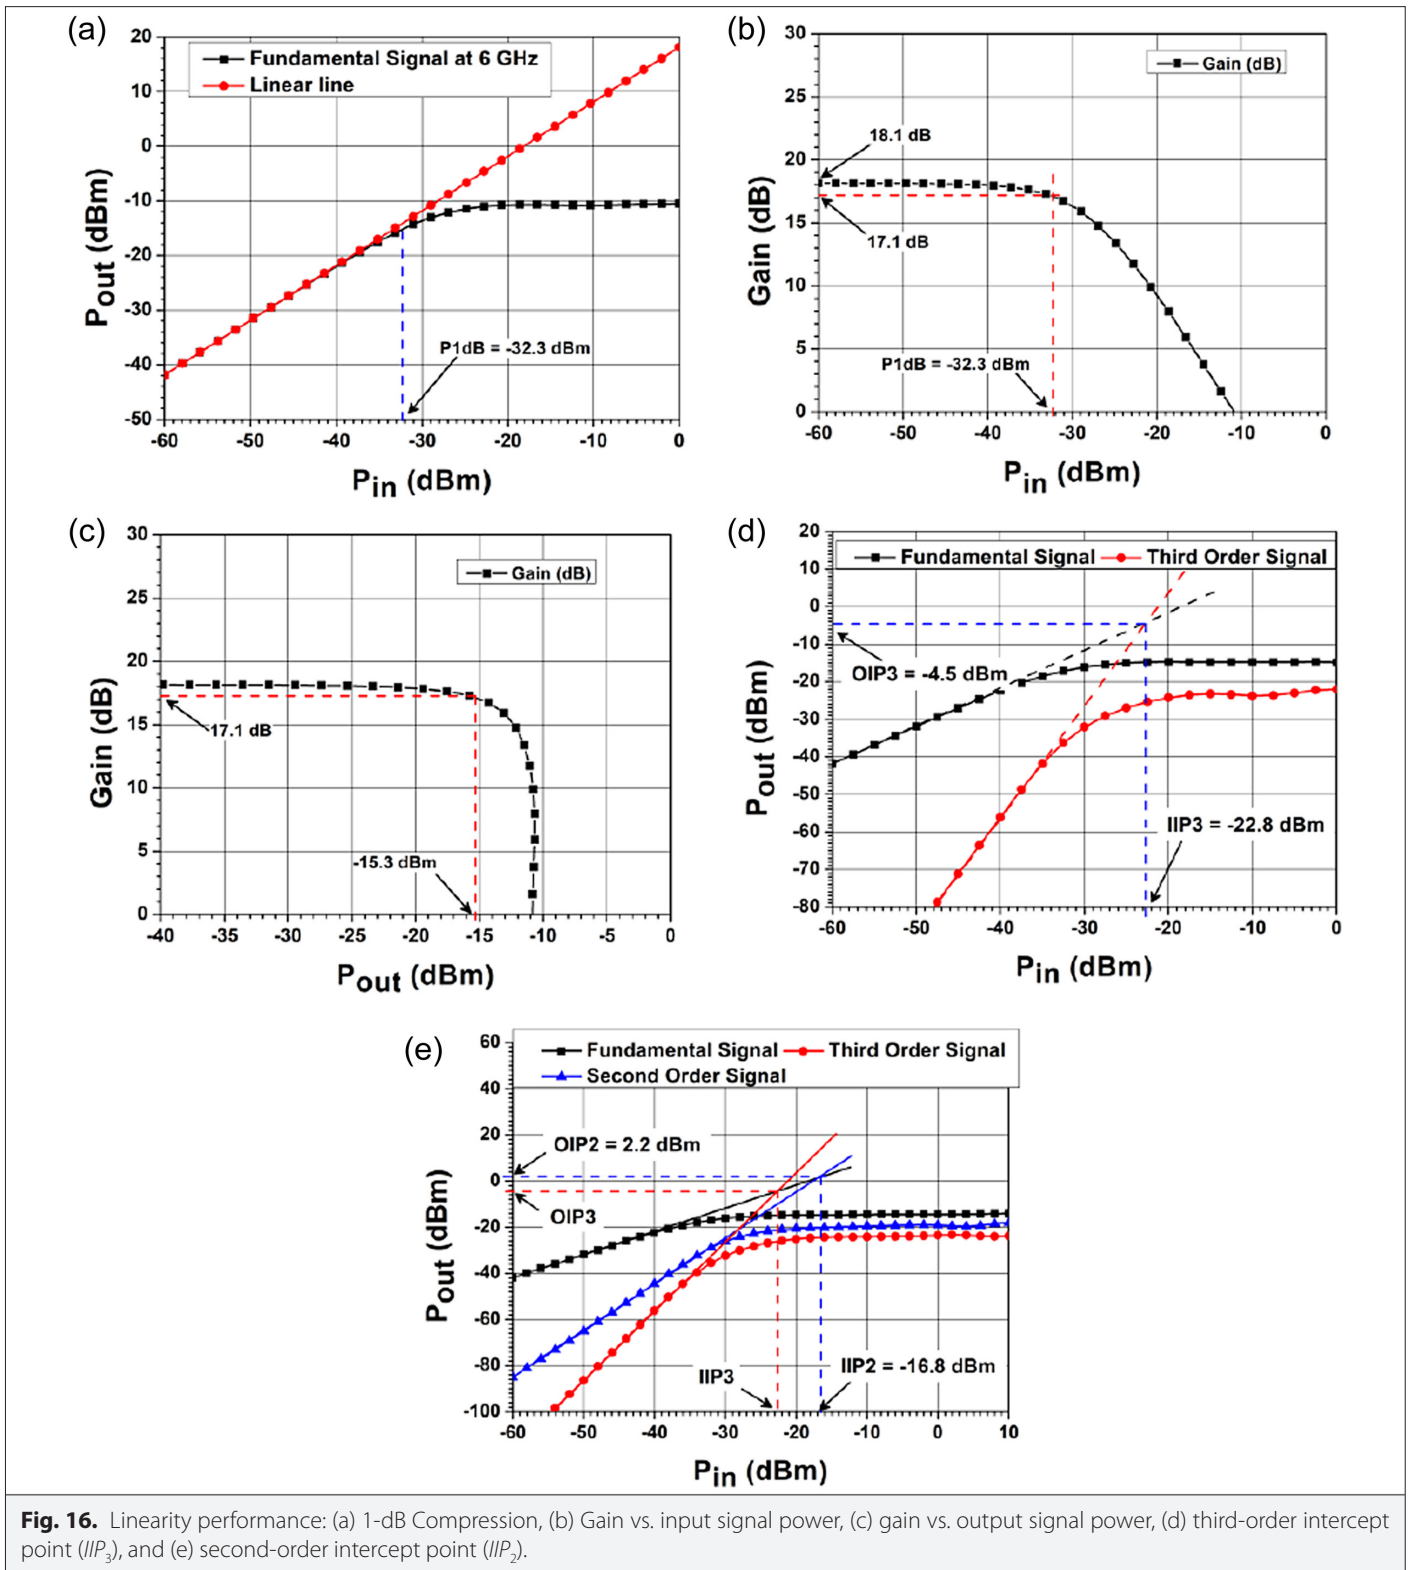 (a)
20
10
0
-10
-20
-30
-40
-50
Pout (dBm)
Fundamental Signal at 6 GHz
Linear line
P1dB = -32.3 dBm
-60 -50 -40 -30 -20 -10 0
Pin (dBm)
(b)
30
25
20
15
10
5
0
Gain (dB)
Gain (dB)
18.1 dB
17.1 dB
P1dB = -32.3 dBm
-60 -50 -40 -30 -20 -10 0
Pin (dBm)
(c)
30
25
20
15
10
5
0
Gain (dB)
Gain (dB)
17.1 dB
-15.3 dBm
-40 -35 -30 -25 -20 -15 -10 -5 0
Pout (dBm)
(d)
20
10
0
-10
-20
-30
-40
-50
-60
-70
-80
Pout (dBm)
Fundamental Signal Third Order Signal
OIP3 = -4.5 dBm
IIP3 = -22.8 dBm
-60 -50 -40 -30 -20 -10 0
Pin (dBm)
(e)
60
40
20
0
-20
-40
-60
-80
-100
Pout (dBm)
Fundamental Signal Third Order Signal
Second Order Signal
OIP2 = 2.2 dBm
OIP3
IIP3
IIP2 = -16.8 dBm
-60 -50 -40 -30 -20 -10 0 10
Pin (dBm)
Fig. 16. Linearity performance: (a) 1-dB Compression, (b) Gain vs. input signal power, (c) gain vs. output signal power, (d) third-order intercept
point (IIP3), and (e) second-order intercept point (IIP2).